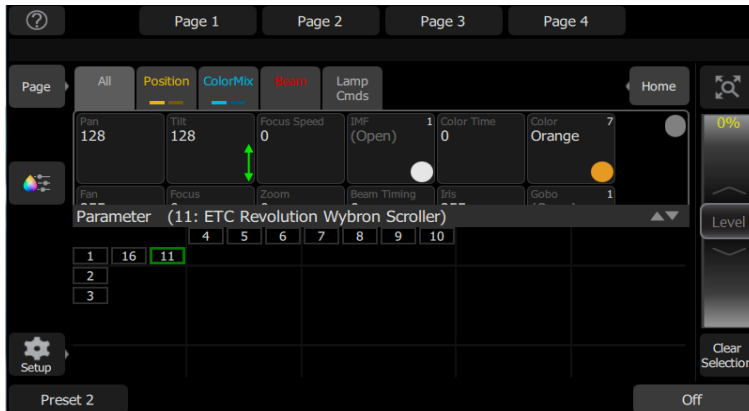 Page 1 Page 2 Page 3 Page 4
Page All Position ColorMix Beam Lamp Cmds Home
Pan Tilt Focus Speed IMF 1 Color Time Color 7
128 128 0 (Open) 0 Orange
0%
Fan Focus Zoom Beam Timing Iris Gobo 1
Parameter (11: ETC Revolution Wybron Scroller)
Level
4 5 6 7 8 9 10
1 16 11
2
3
Setup
Clear
Selection
Preset 2 Off